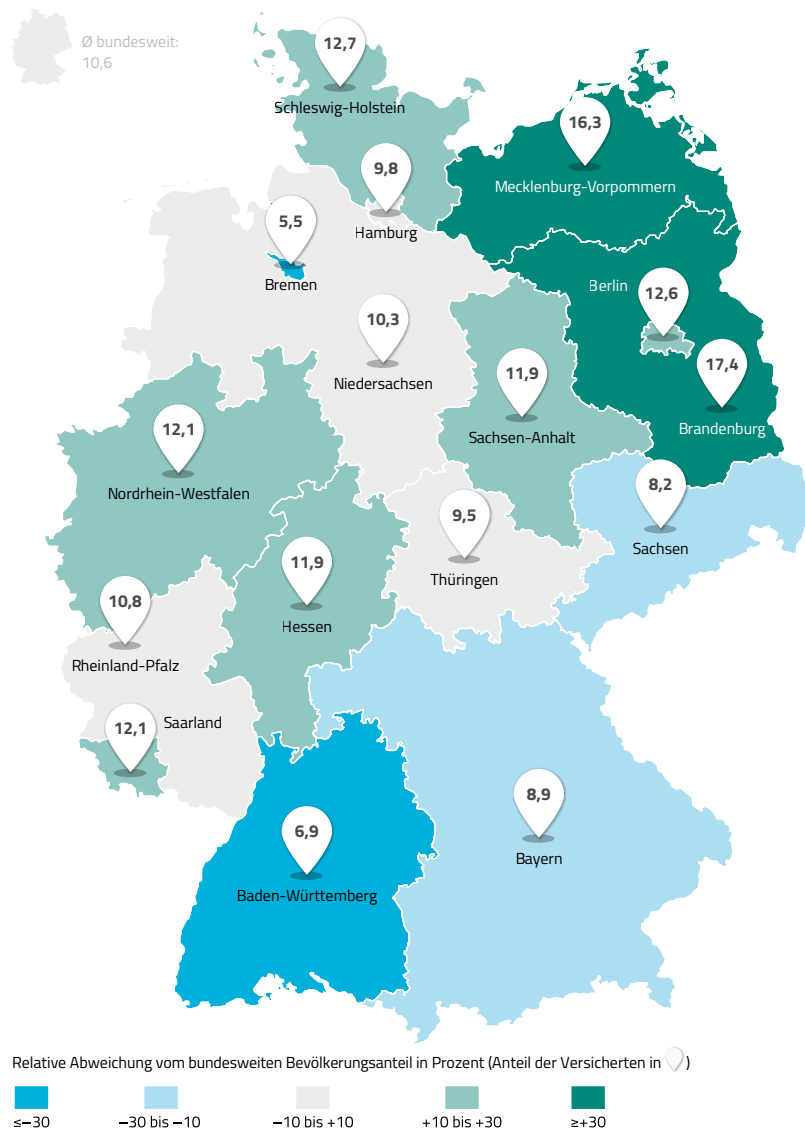 Ø bundesweit:
10,6
12,7
Schleswig-Holstein
16,3
Mecklenburg-Vorpommern
9,8
Hamburg
5,5
Bremen
Berlin
12,6
10,3
Niedersachsen
11,9
Sachsen-Anhalt
17,4
Brandenburg
12,1
Nordrhein-Westfalen
8,2
Sachsen
9,5
Thüringen
11,9
Hessen
10,8
Rheinland-Pfalz
Saarland
12,1
8,9
Bayern
6,9
Baden-Württemberg
Relative Abweichung vom bundesweiten Bevölkerungsanteil in Prozent (Anteil der Versicherten in )
≤−30 −30 bis −10 −10 bis +10 +10 bis +30 ≥+30